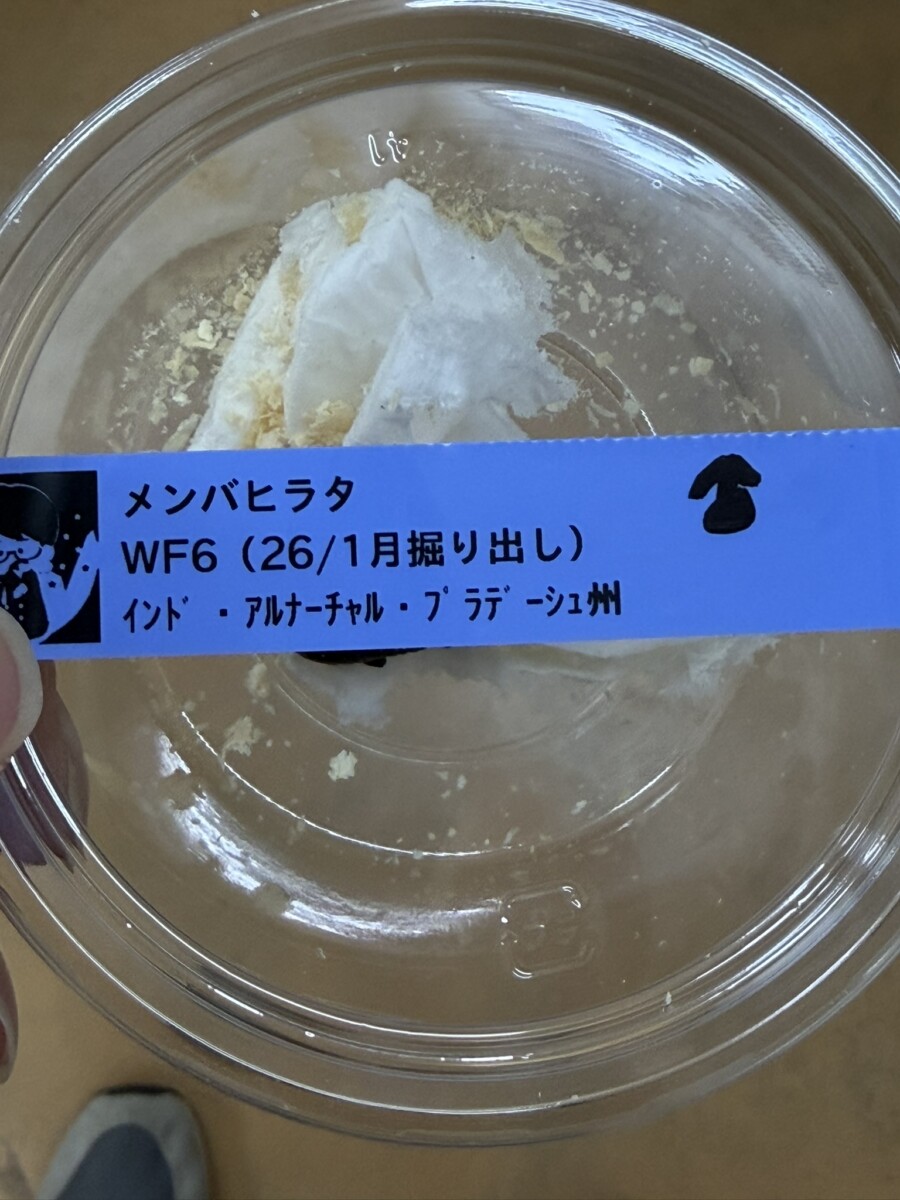 メンバヒラタ
WF6（26/1月掘り出し）
ｲﾝﾄﾞ・ｱﾙﾅｰﾁｬﾙ・ﾌﾟﾗﾃﾞｰｼｭ州